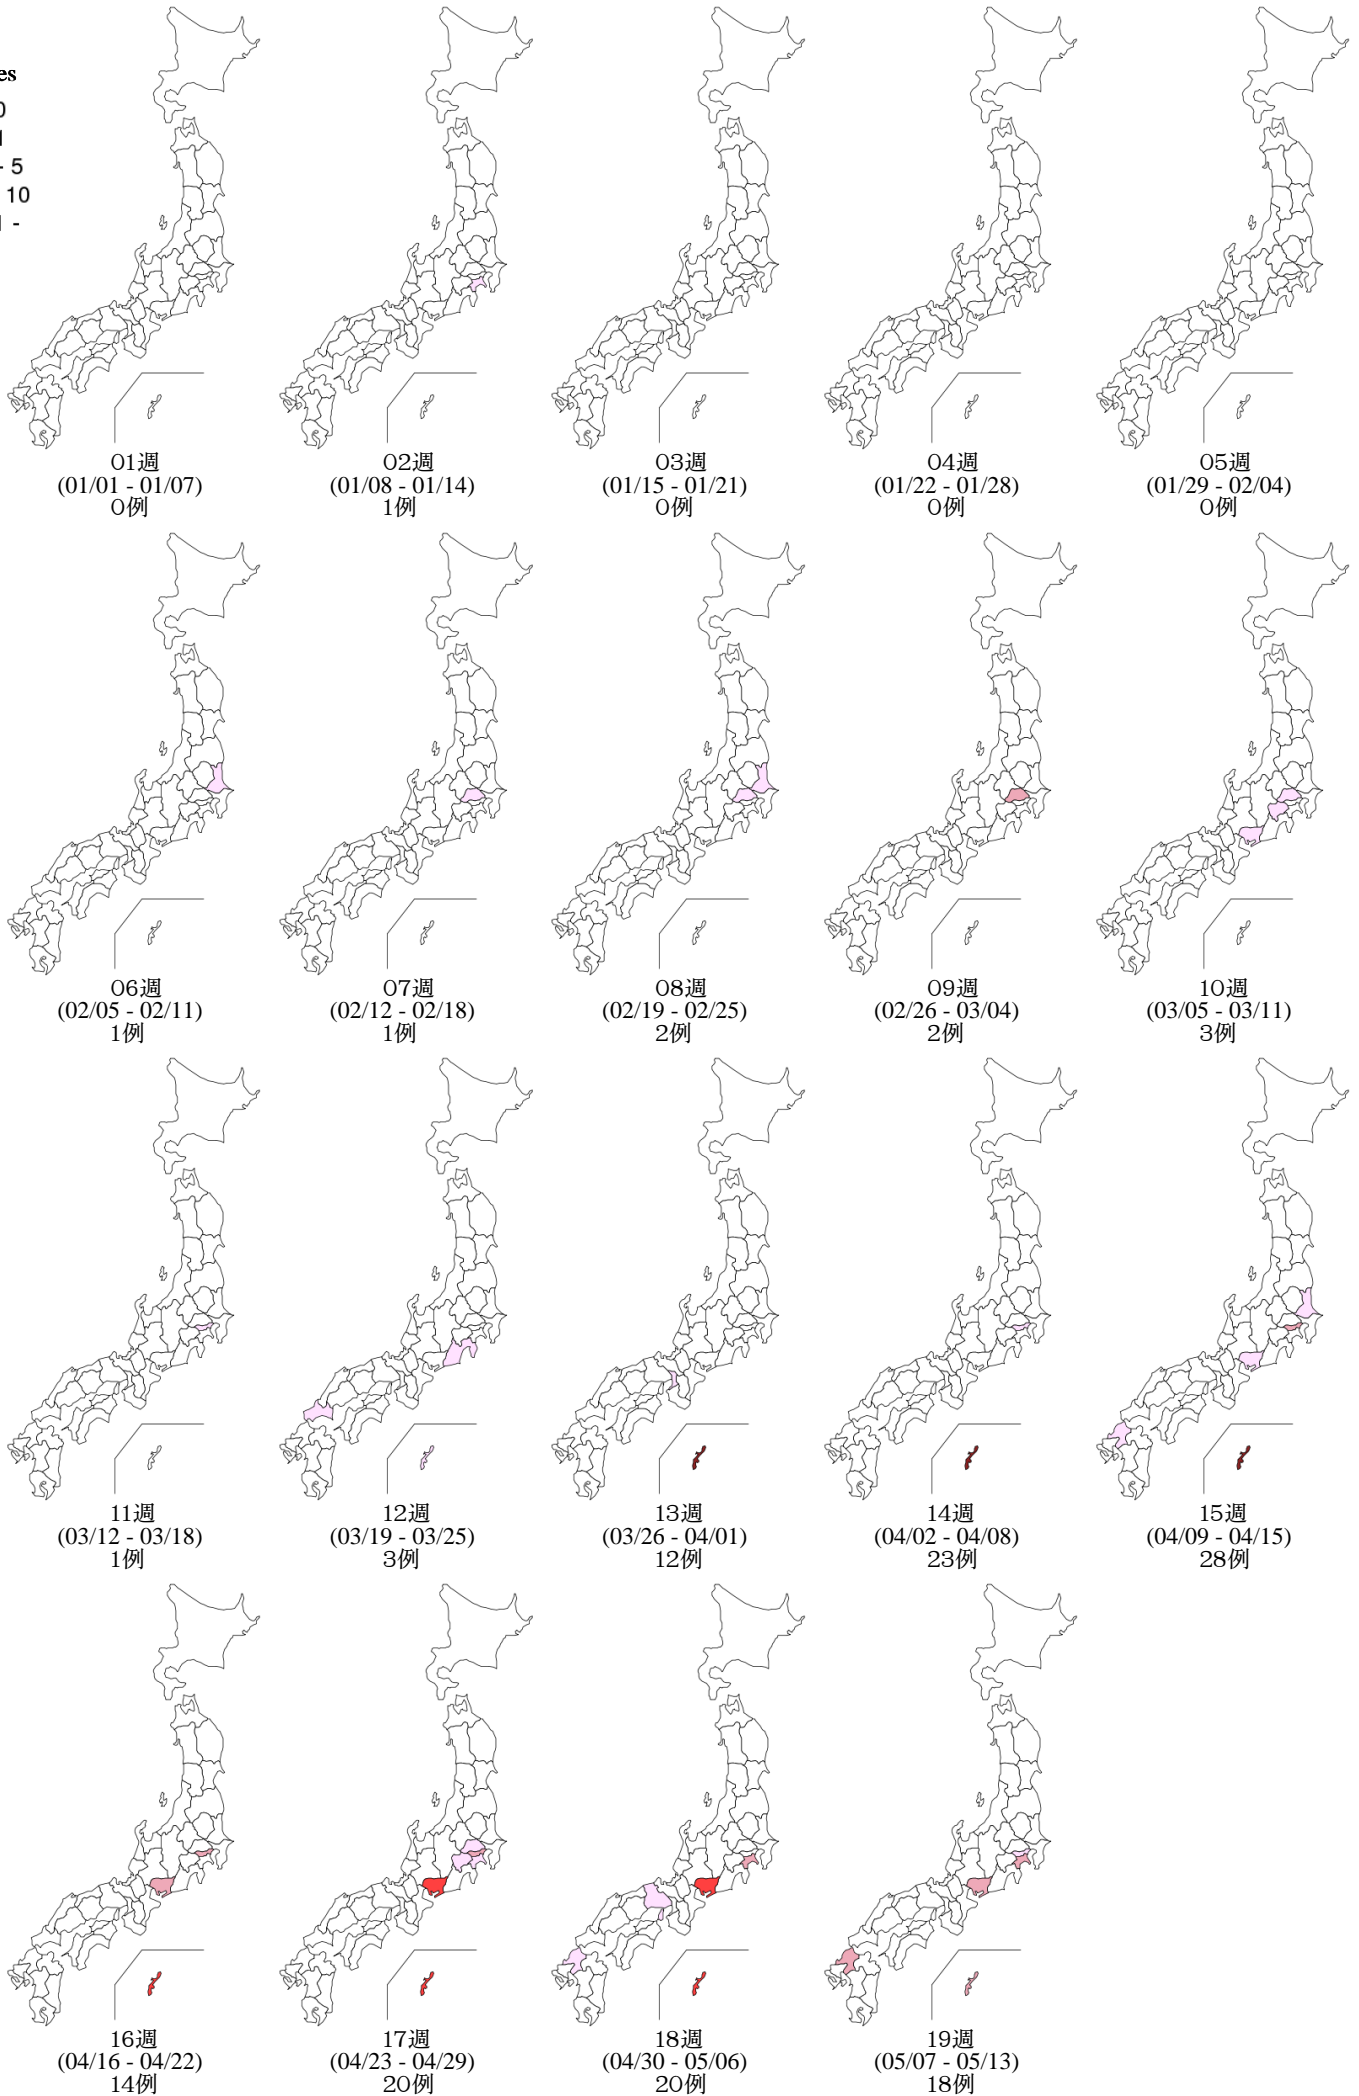 es
0
1
- 5
10
1 -
01週
(01/01 - 01/07)
0例
02週
(01/08 - 01/14)
1例
03週
(01/15 - 01/21)
0例
04週
(01/22 - 01/28)
0例
05週
(01/29 - 02/04)
0例
06週
(02/05 - 02/11)
1例
07週
(02/12 - 02/18)
1例
08週
(02/19 - 02/25)
2例
09週
(02/26 - 03/04)
2例
10週
(03/05 - 03/11)
3例
11週
(03/12 - 03/18)
1例
12週
(03/19 - 03/25)
3例
13週
(03/26 - 04/01)
12例
14週
(04/02 - 04/08)
23例
15週
(04/09 - 04/15)
28例
16週
(04/16 - 04/22)
14例
17週
(04/23 - 04/29)
20例
18週
(04/30 - 05/06)
20例
19週
(05/07 - 05/13)
18例